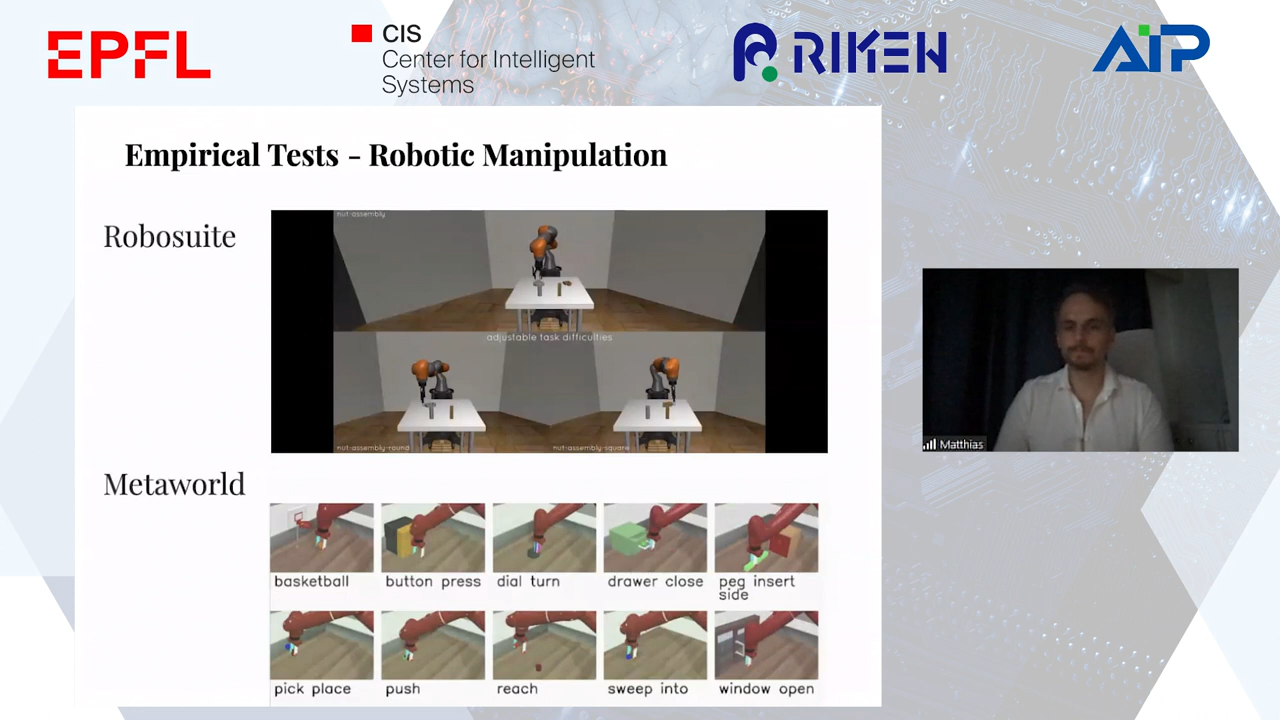 EPFL
CIS
Center for Intelligent
Systems
RIKEN
AIP
Empirical Tests - Robotic Manipulation
Robosuite
nut-assembly
adjustable task difficulties
nut-assembly-round
nut-assembly-square
Metaworld
basketball
button press
dial turn
drawer close
peg insert
side
pick place
push
reach
sweep into
window open
Matthias